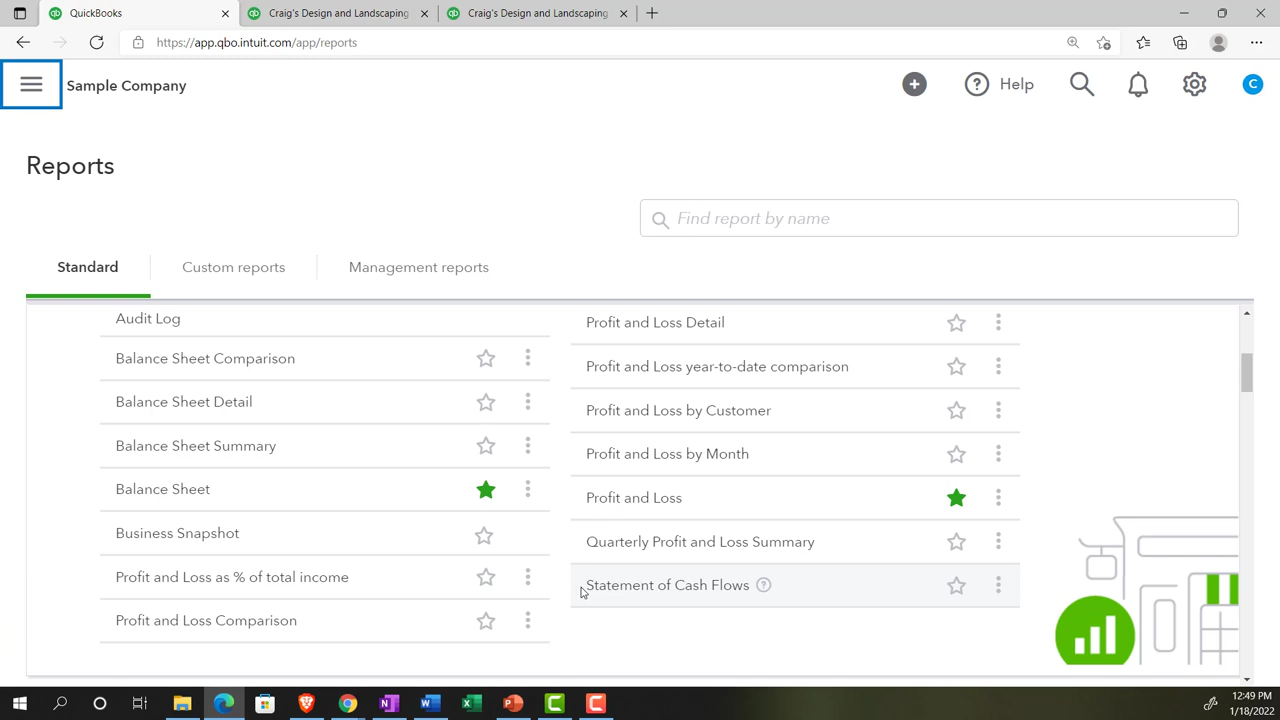 QuickBooks
Craig's Design and Landscaping
Craig's Design and Landscaping
https://app.qbo.intuit.com/app/reports
Sample Company
Help
C
Reports
Find report by name
Standard
Custom reports
Management reports
Audit Log
Balance Sheet Comparison
Balance Sheet Detail
Balance Sheet Summary
Balance Sheet
Business Snapshot
Profit and Loss as % of total income
Profit and Loss Comparison
Profit and Loss Detail
Profit and Loss year-to-date comparison
Profit and Loss by Customer
Profit and Loss by Month
Profit and Loss
Quarterly Profit and Loss Summary
Statement of Cash Flows
12:49 PM
1/18/2022